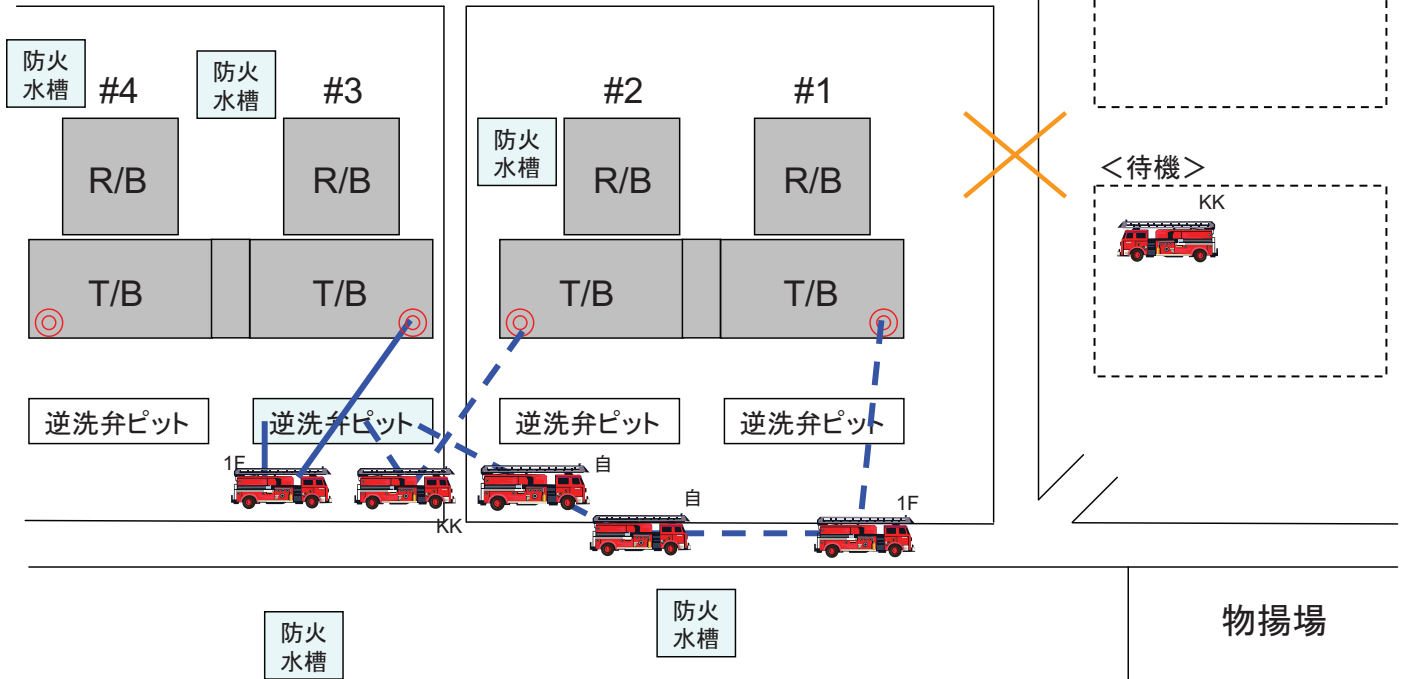 防火
水槽
#4
防火
水槽
#3
#2
#1
防火
水槽
R/B
R/B
R/B
R/B
＜待機＞
KK
T/B
T/B
T/B
T/B
逆洗弁ピット
逆洗弁ピット
逆洗弁ピット
逆洗弁ピット
1F
KK
自
自
1F
防火
水槽
防火
水槽
物揚場